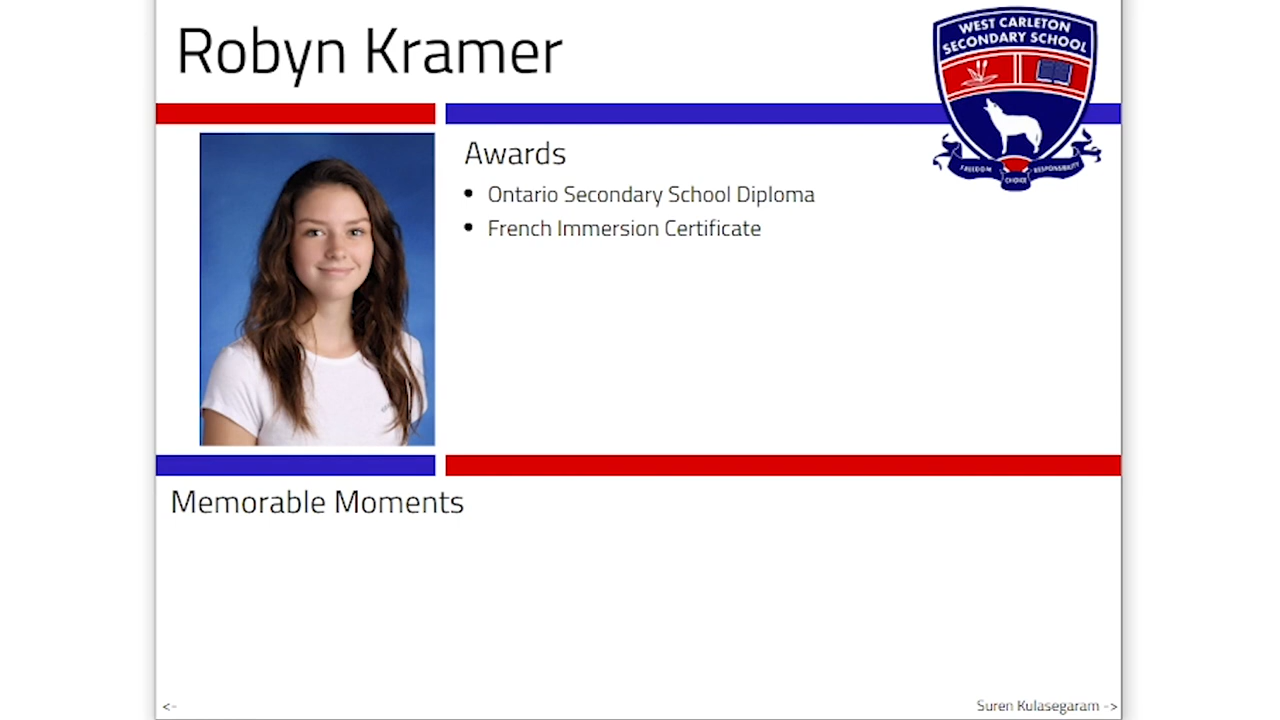 Robyn Kramer
WEST CARLETON
SECONDARY SCHOOL
FREEDOM
CHOICE
RESPONSIBILITY
Awards
• Ontario Secondary School Diploma
• French Immersion Certificate
Memorable Moments
<-
Suren Kulasegaram ->